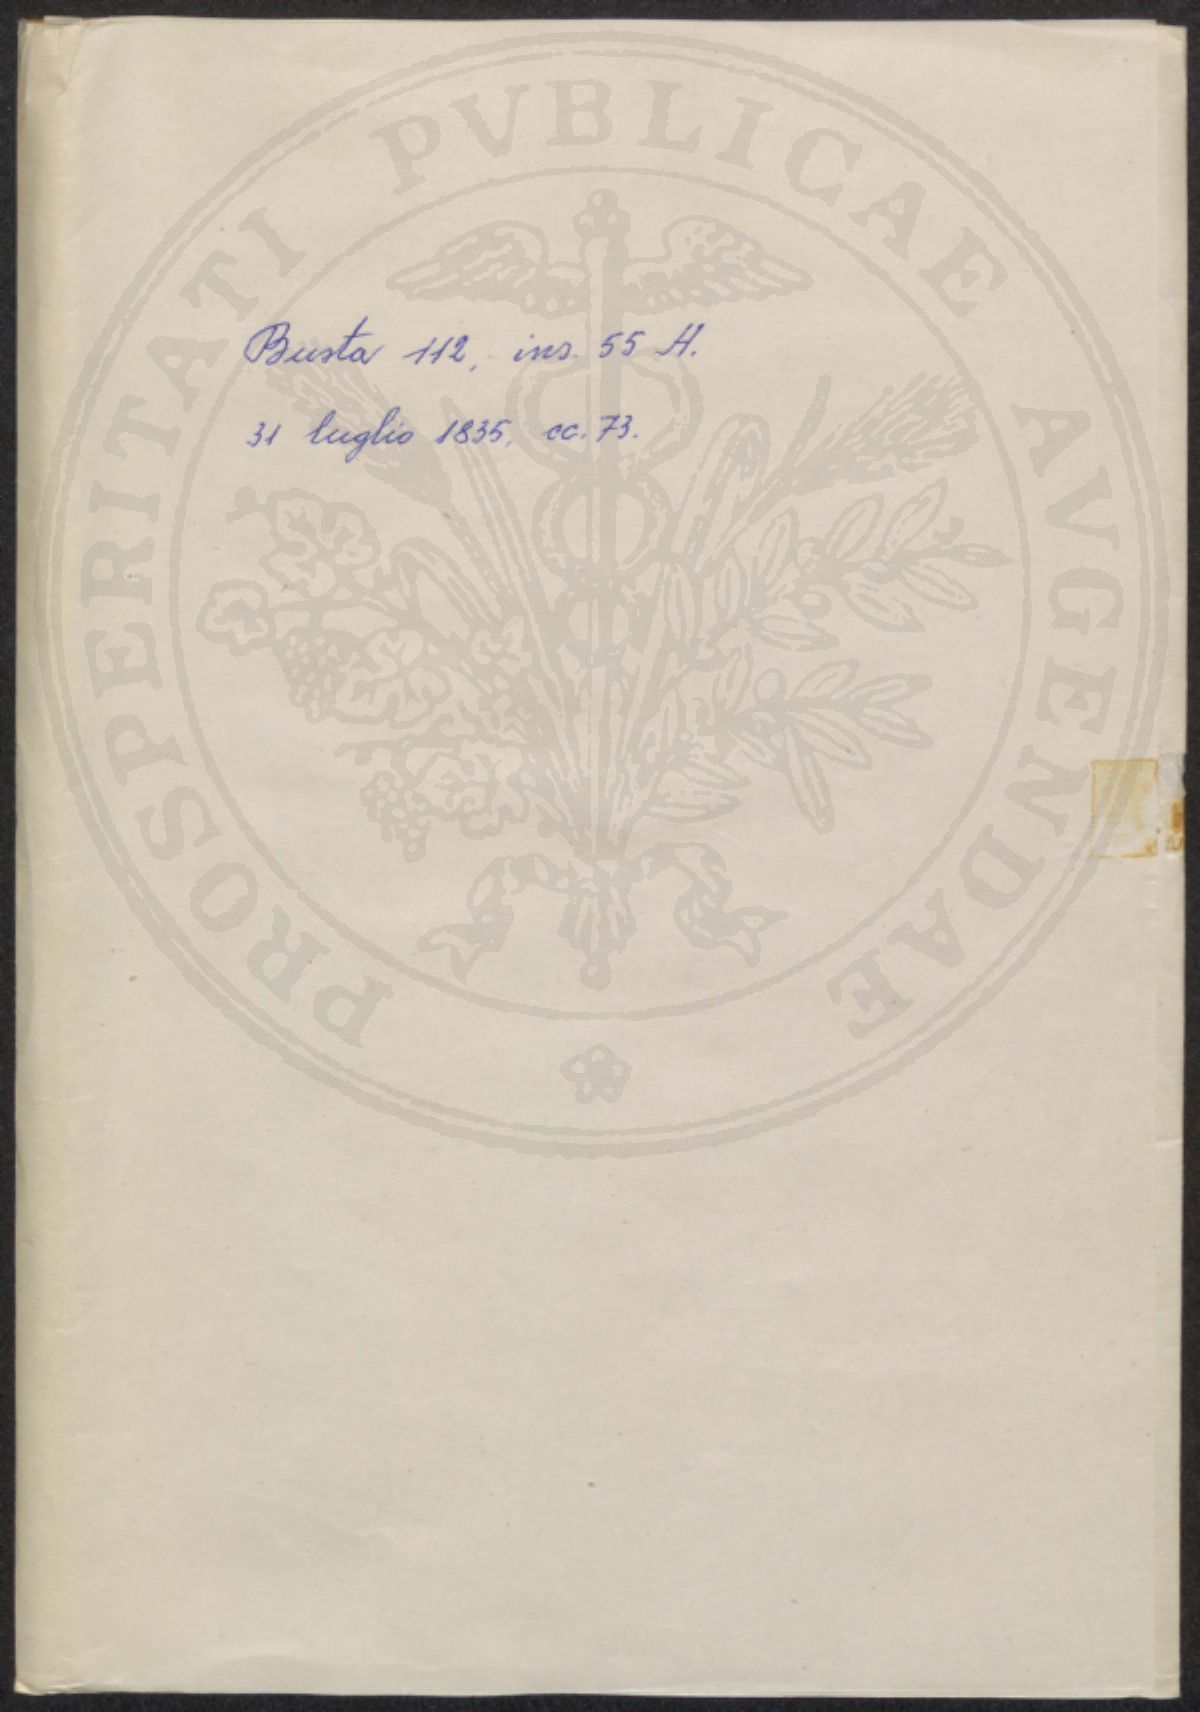 PROSPERITATI PVBLICAE AVGENDAE
Busta 112, ins. 55 H.
31 luglio 1835, cc. 73.